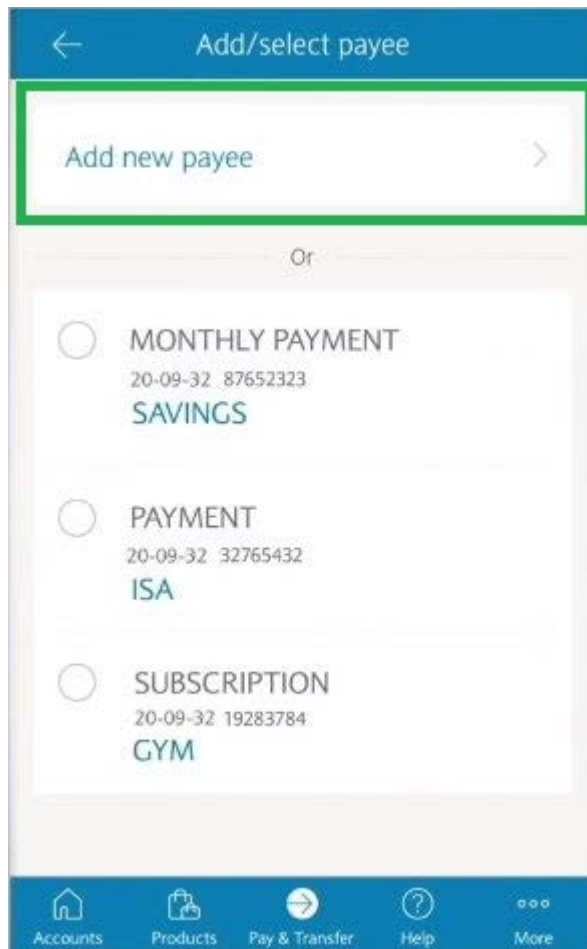 Add/select payee
Add new payee
Or
MONTHLY PAYMENT
20-09-32 87652323
SAVINGS
PAYMENT
20-09-32 32765432
ISA
SUBSCRIPTION
20-09-32 19283784
GYM
Accounts Products Pay & Transfer Help More